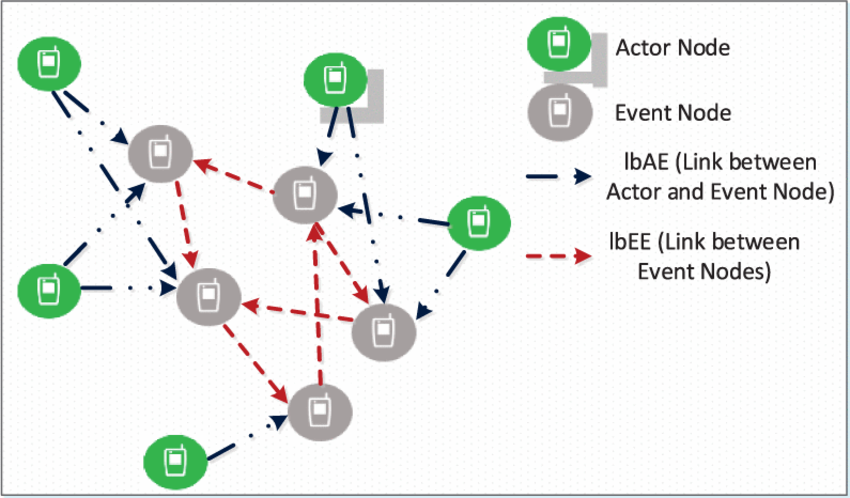 Actor Node
Event Node
lbAE (Link between
Actor and Event Node)
lbEE (Link between
Event Nodes)